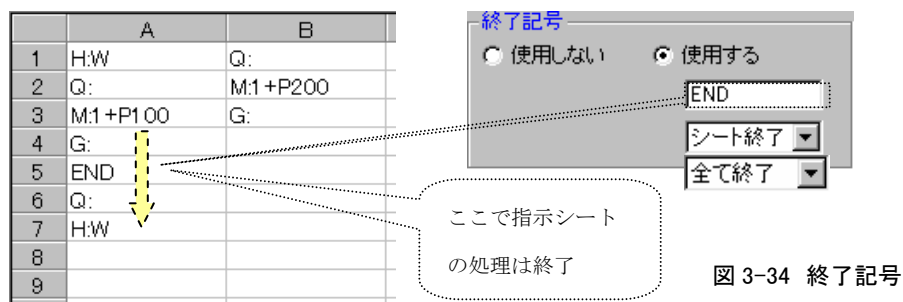 A B
1 H:W Q:
2 Q: M:1+P200
3 M:1+P100 G:
4 G:
5 END
6 Q:
7 H:W
8
9
終了記号
使用しない 使用する
END
シート終了
全て終了
ここで指示シート
の処理は終了
図 3-34 終了記号